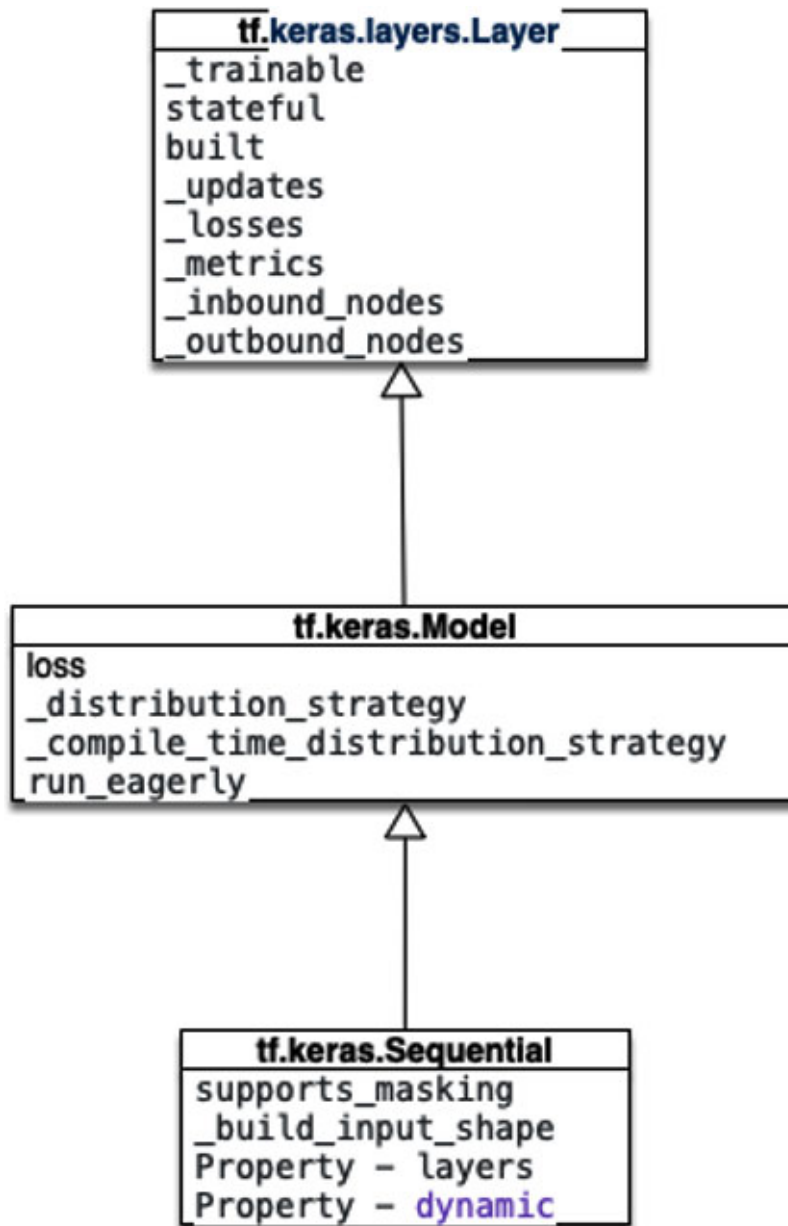 tf.keras.layers.Layer
_trainable
stateful
built
_updates
_losses
_metrics
_inbound_nodes
_outbound_nodes
tf.keras.Model
loss
_distribution_strategy
_compile_time_distribution_strategy
run_eagerly
tf.keras.Sequential
supports_masking
_build_input_shape
Property – layers
Property – dynamic